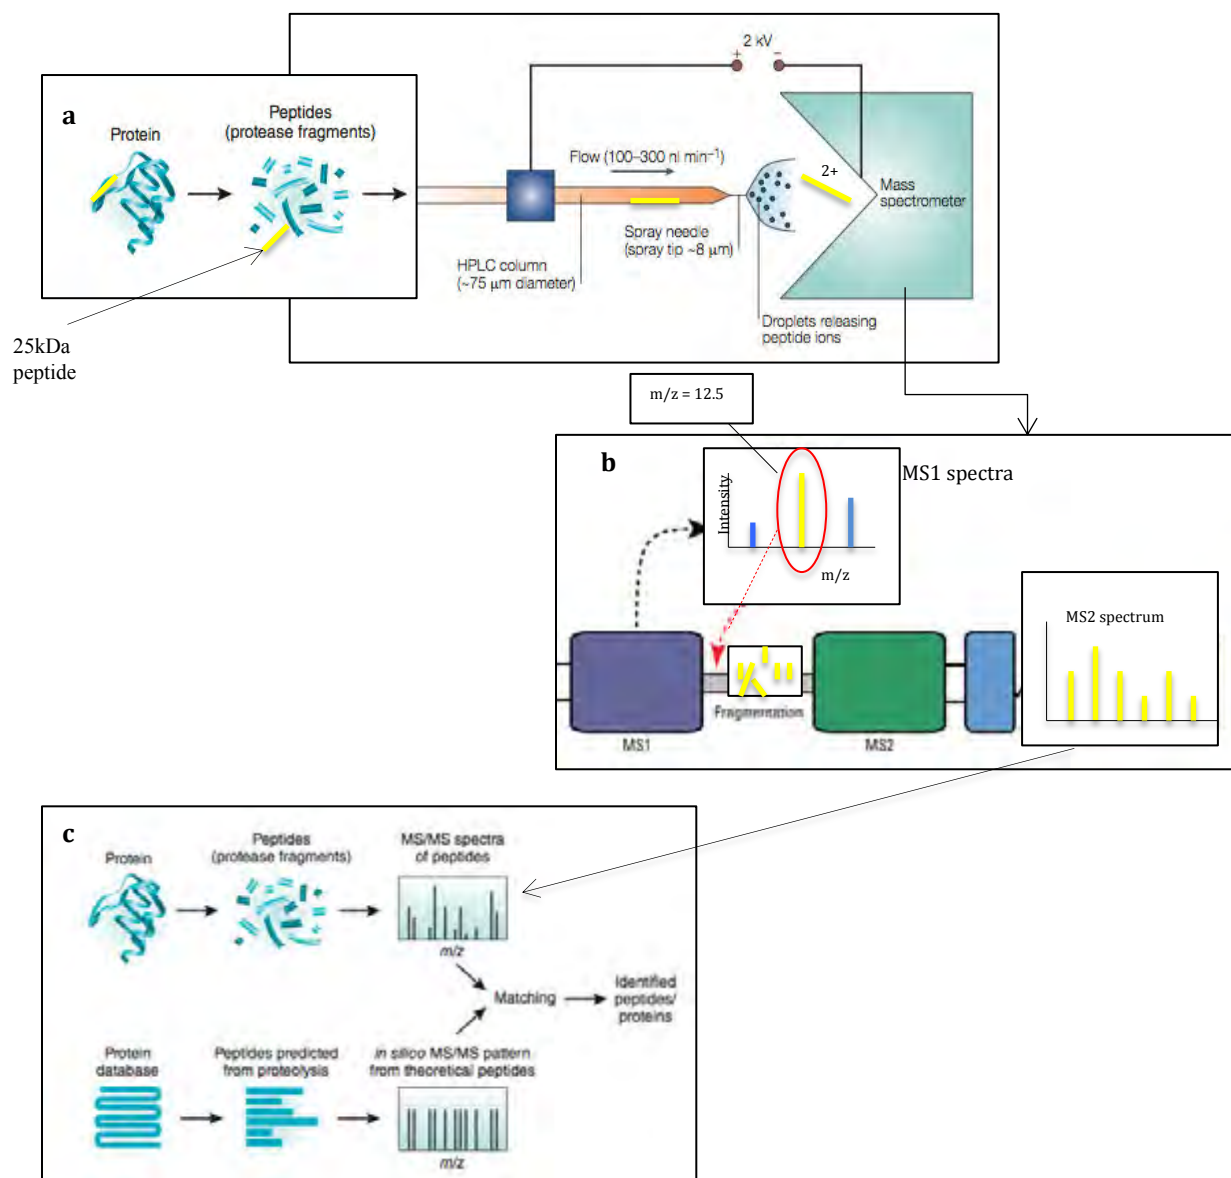 a
Protein
Peptides
(protease fragments)
25kDa
peptide
+ 2 kV −
Flow (100–300 nl min⁻¹)
2+
Mass
spectrometer
Spray needle
(spray tip ~8 μm)
HPLC column
(~75 μm diameter)
Droplets releasing
peptide ions
m/z = 12.5
b
MS1 spectra
Intensity
m/z
MS2 spectrum
Fragmentation
MS1
MS2
c
Protein
Peptides
(protease fragments)
MS/MS spectra
of peptides
m/z
Matching
Identified
peptides/
proteins
Protein
database
Peptides predicted
from proteolysis
in silico MS/MS pattern
from theoretical peptides
m/z